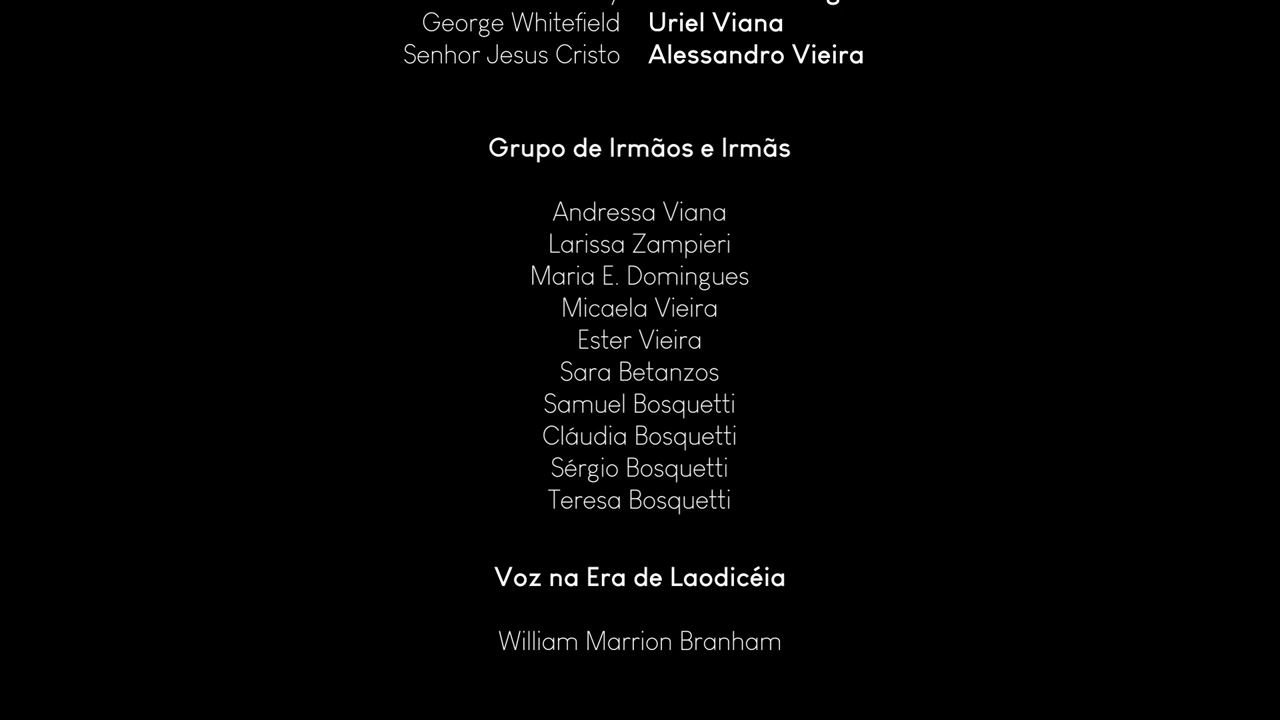 George Whitefield Uriel Viana
Senhor Jesus Cristo Alessandro Vieira
Grupo de Irmãos e Irmãs
Andressa Viana
Larissa Zampieri
Maria E. Domingues
Micaela Vieira
Ester Vieira
Sara Betanzos
Samuel Bosquetti
Cláudia Bosquetti
Sérgio Bosquetti
Teresa Bosquetti
Voz na Era de Laodicéia
William Marrion Branham